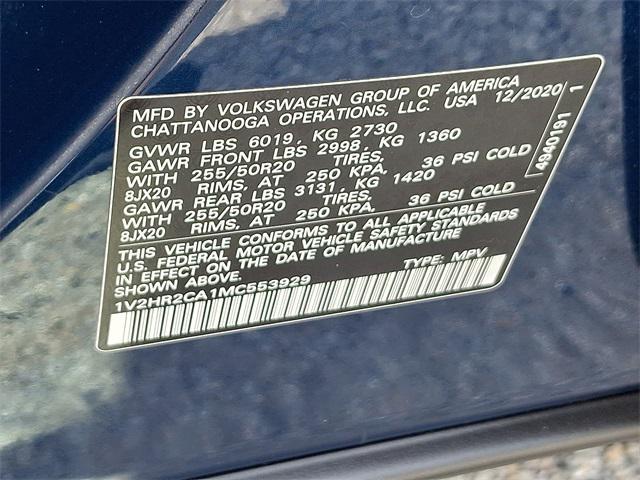 MFD BY VOLKSWAGEN GROUP OF AMERICA
CHATTANOOGA OPERATIONS, LLC. USA 12/2020
GVWR LBS 6019, KG 2730
GAWR FRONT LBS 2998, KG 1360
WITH 255/50R20 TIRES,
8JX20 RIMS, AT 250 KPA, 36 PSI COLD
GAWR REAR LBS 3131, KG 1420
WITH 255/50R20 TIRES,
8JX20 RIMS, AT 250 KPA, 36 PSI COLD
THIS VEHICLE CONFORMS TO ALL APPLICABLE
U.S. FEDERAL MOTOR VEHICLE SAFETY STANDARDS
IN EFFECT ON THE DATE OF MANUFACTURE
SHOWN ABOVE.
1V2HR2CA1MC553929 TYPE: MPV
4940191 1